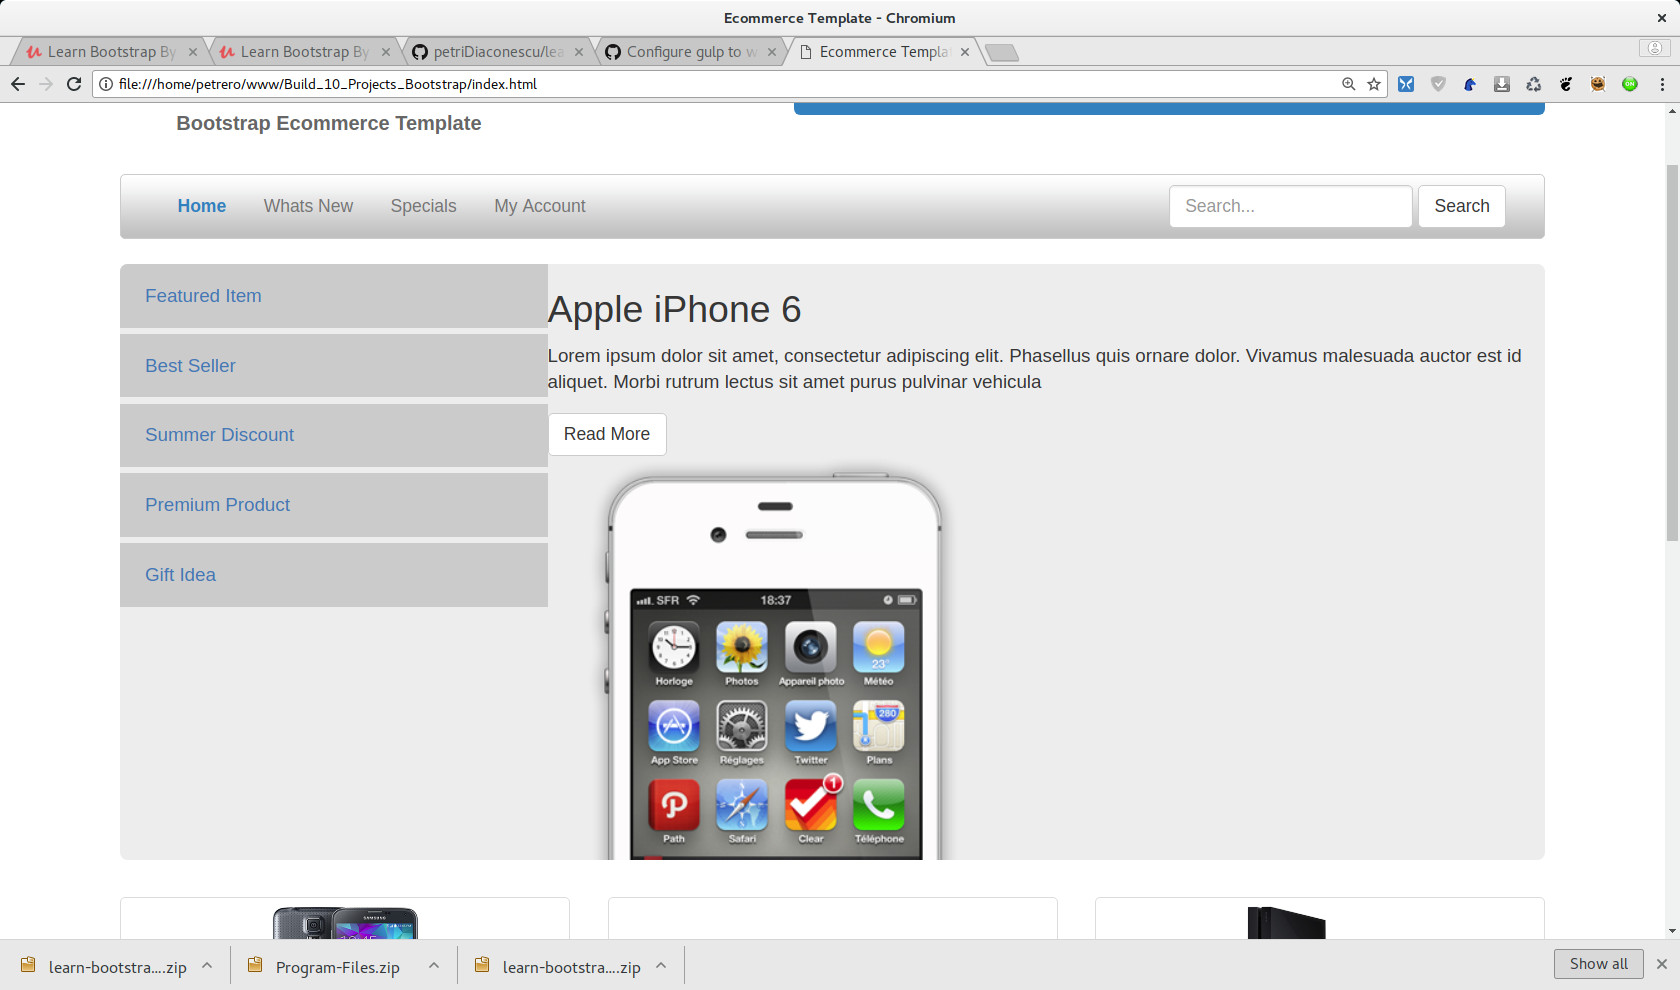 Ecommerce Template - Chromium
Learn Bootstrap By
Learn Bootstrap By
petriDiaconescu/lea
Configure gulp to w
Ecommerce Templa
file:///home/petrero/www/Build_10_Projects_Bootstrap/index.html
ON
Bootstrap Ecommerce Template
Home Whats New Specials My Account Search... Search
Featured Item
Best Seller
Summer Discount
Premium Product
Gift Idea
Apple iPhone 6
Lorem ipsum dolor sit amet, consectetur adipiscing elit. Phasellus quis ornare dolor. Vivamus malesuada auctor est id
aliquet. Morbi rutrum lectus sit amet purus pulvinar vehicula
Read More
SFR 18:37
23°
Horloge Photos Appareil photo Météo
280
App Store Réglages Twitter Plans
1
Path Safari Clear Téléphone
SAMSUNG
learn-bootstra....zip Program-Files.zip learn-bootstra....zip Show all